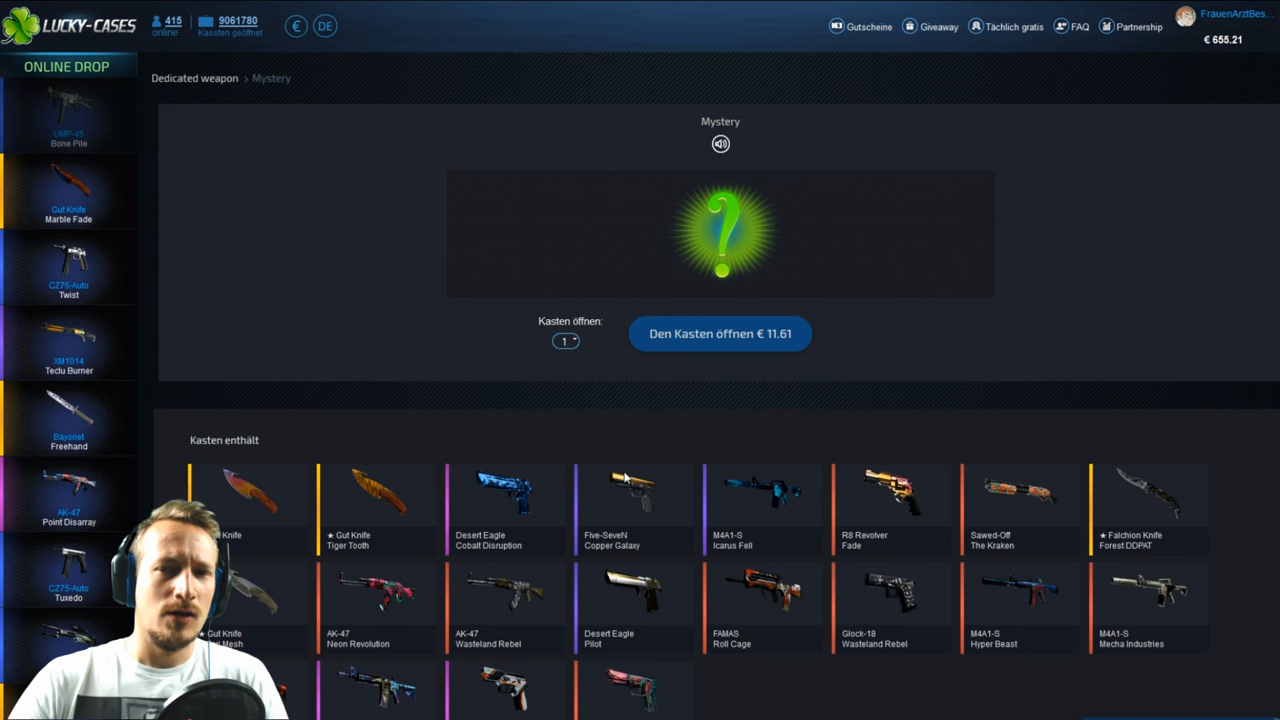 LUCKY-CASES
415
online
9061780
Kassten geöffnet
€
DE
Gutscheine
Giveaway
Tächlich gratis
FAQ
Partnership
FrauenArztBes...
€ 655.21
ONLINE DROP
Dedicated weapon > Mystery
UMP-45
Bone Pile
Gut Knife
Marble Fade
CZ75-Auto
Twist
XM1014
Teclu Burner
Bayonet
Freehand
AK-47
Point Disarray
CZ75-Auto
Tuxedo
Mystery
?
Kasten öffnen:
1
Den Kasten öffnen € 11.61
Kasten enthält
Knife
★ Gut Knife
Tiger Tooth
Desert Eagle
Cobalt Disruption
Five-SeveN
Copper Galaxy
M4A1-S
Icarus Fell
R8 Revolver
Fade
Sawed-Off
The Kraken
★ Falchion Knife
Forest DDPAT
★ Gut Knife
Mesh
AK-47
Neon Revolution
AK-47
Wasteland Rebel
Desert Eagle
Pilot
FAMAS
Roll Cage
Glock-18
Wasteland Rebel
M4A1-S
Hyper Beast
M4A1-S
Mecha Industries